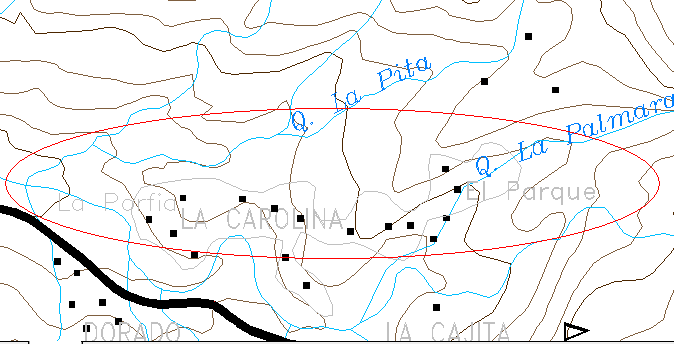 Q. La Pita
Q. La Palmara
El Parque
La Porfia
LA CAROLINA
DORADO
LA CAJITA